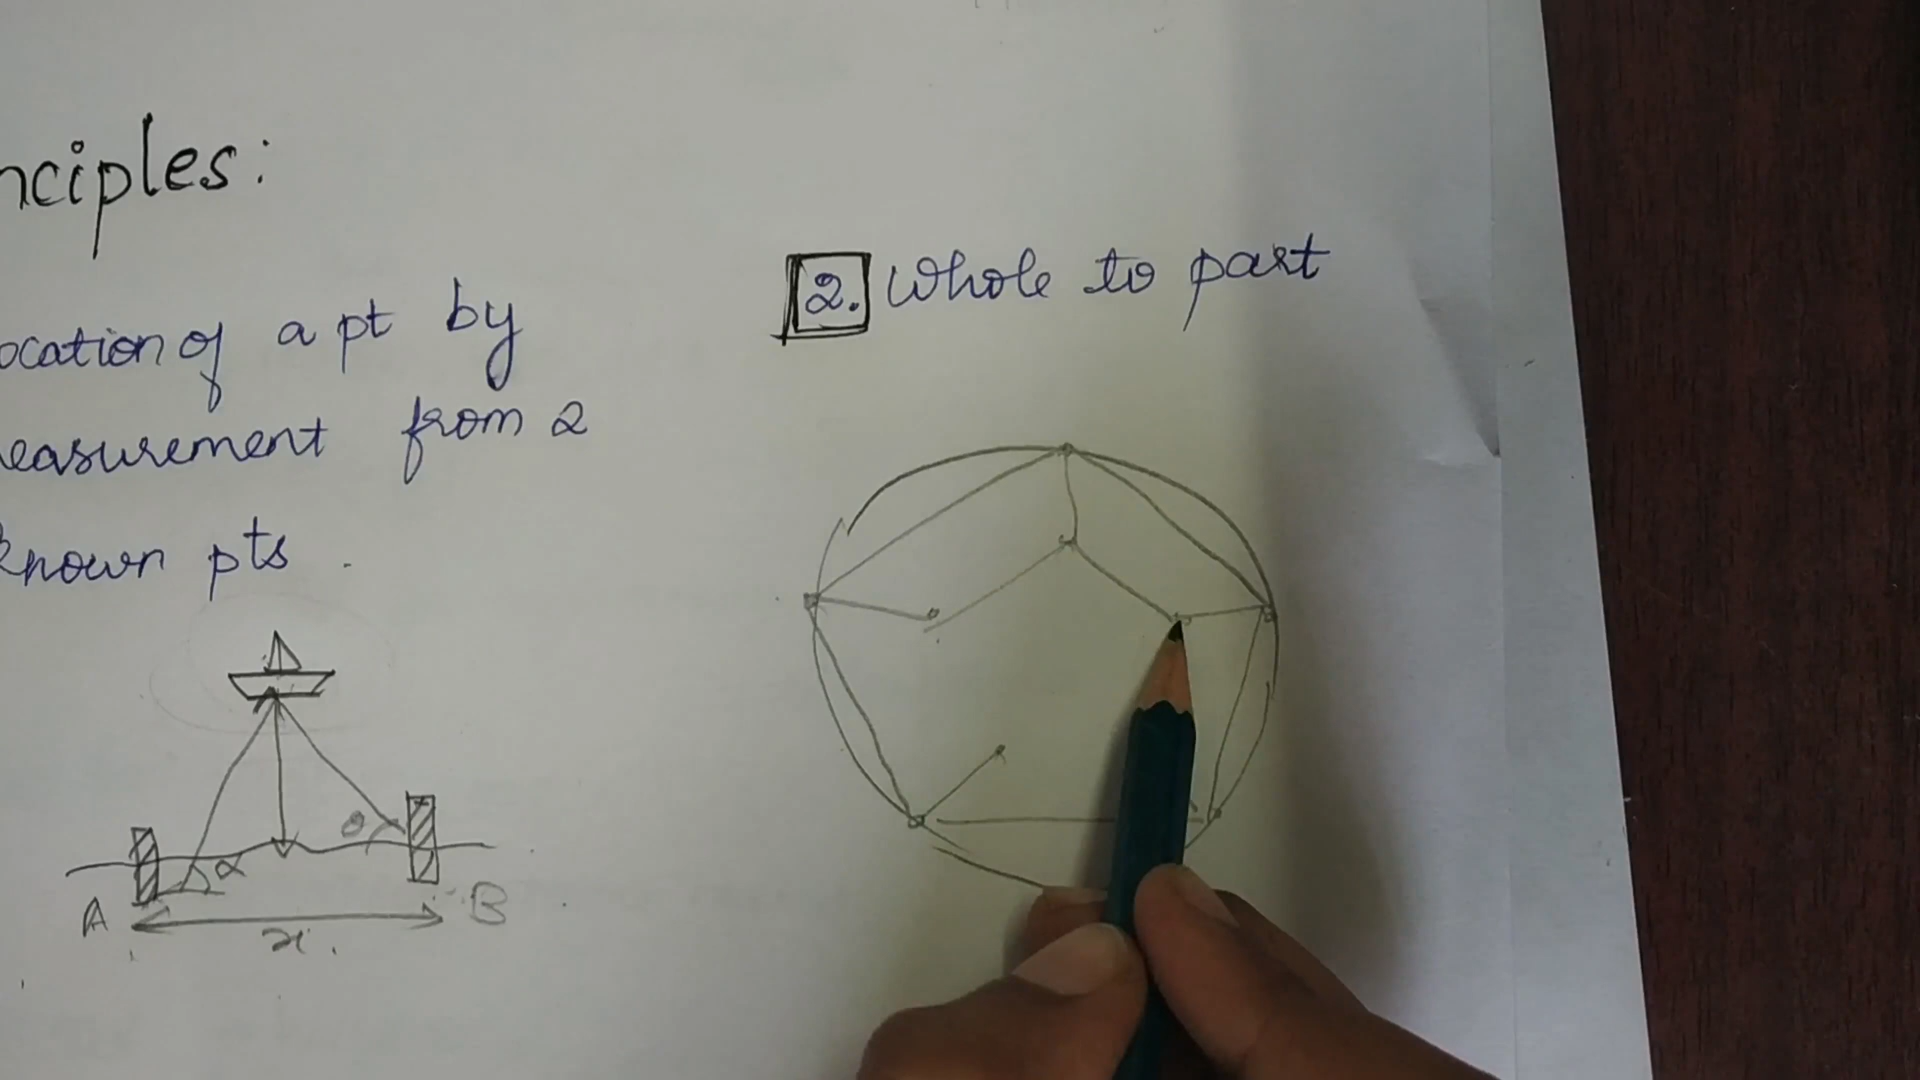 nciples:
ocation of a pt by
easurement from 2
known pts.
2. Whole to part
θ
α
A
B
x.